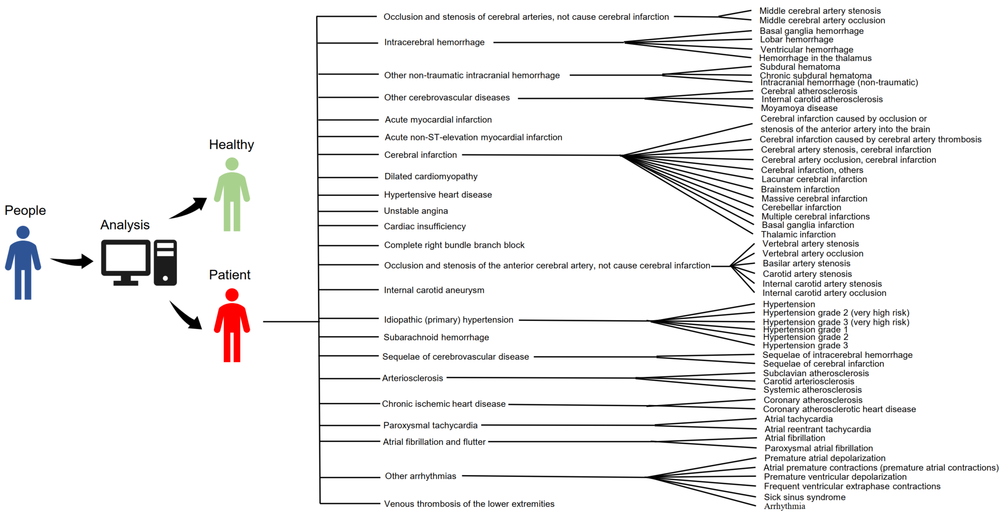 People
Analysis
Healthy
Patient
Occlusion and stenosis of cerebral arteries, not cause cerebral infarction
Middle cerebral artery stenosis
Middle cerebral artery occlusion
Intracerebral hemorrhage
Basal ganglia hemorrhage
Lobar hemorrhage
Ventricular hemorrhage
Hemorrhage in the thalamus
Other non-traumatic intracranial hemorrhage
Subdural hematoma
Chronic subdural hematoma
Intracranial hemorrhage (non-traumatic)
Other cerebrovascular diseases
Cerebral atherosclerosis
Internal carotid atherosclerosis
Moyamoya disease
Acute myocardial infarction
Acute non-ST-elevation myocardial infarction
Cerebral infarction
Cerebral infarction caused by occlusion or
stenosis of the anterior artery into the brain
Cerebral infarction caused by cerebral artery thrombosis
Cerebral artery stenosis, cerebral infarction
Cerebral artery occlusion, cerebral infarction
Cerebral infarction, others
Lacunar cerebral infarction
Brainstem infarction
Massive cerebral infarction
Cerebellar infarction
Multiple cerebral infarctions
Basal ganglia infarction
Thalamic infarction
Dilated cardiomyopathy
Hypertensive heart disease
Unstable angina
Cardiac insufficiency
Complete right bundle branch block
Occlusion and stenosis of the anterior cerebral artery, not cause cerebral infarction
Vertebral artery stenosis
Vertebral artery occlusion
Basilar artery stenosis
Carotid artery stenosis
Internal carotid artery stenosis
Internal carotid artery occlusion
Internal carotid aneurysm
Idiopathic (primary) hypertension
Hypertension
Hypertension grade 2 (very high risk)
Hypertension grade 3 (very high risk)
Hypertension grade 1
Hypertension grade 2
Hypertension grade 3
Subarachnoid hemorrhage
Sequelae of cerebrovascular disease
Sequelae of intracerebral hemorrhage
Sequelae of cerebral infarction
Arteriosclerosis
Subclavian atherosclerosis
Carotid arteriosclerosis
Systemic atherosclerosis
Chronic ischemic heart disease
Coronary atherosclerosis
Coronary atherosclerotic heart disease
Paroxysmal tachycardia
Atrial tachycardia
Atrial reentrant tachycardia
Atrial fibrillation and flutter
Atrial fibrillation
Paroxysmal atrial fibrillation
Other arrhythmias
Premature atrial depolarization
Atrial premature contractions (premature atrial contractions)
Premature ventricular depolarization
Frequent ventricular extraphase contractions
Sick sinus syndrome
Arrhythmia
Venous thrombosis of the lower extremities